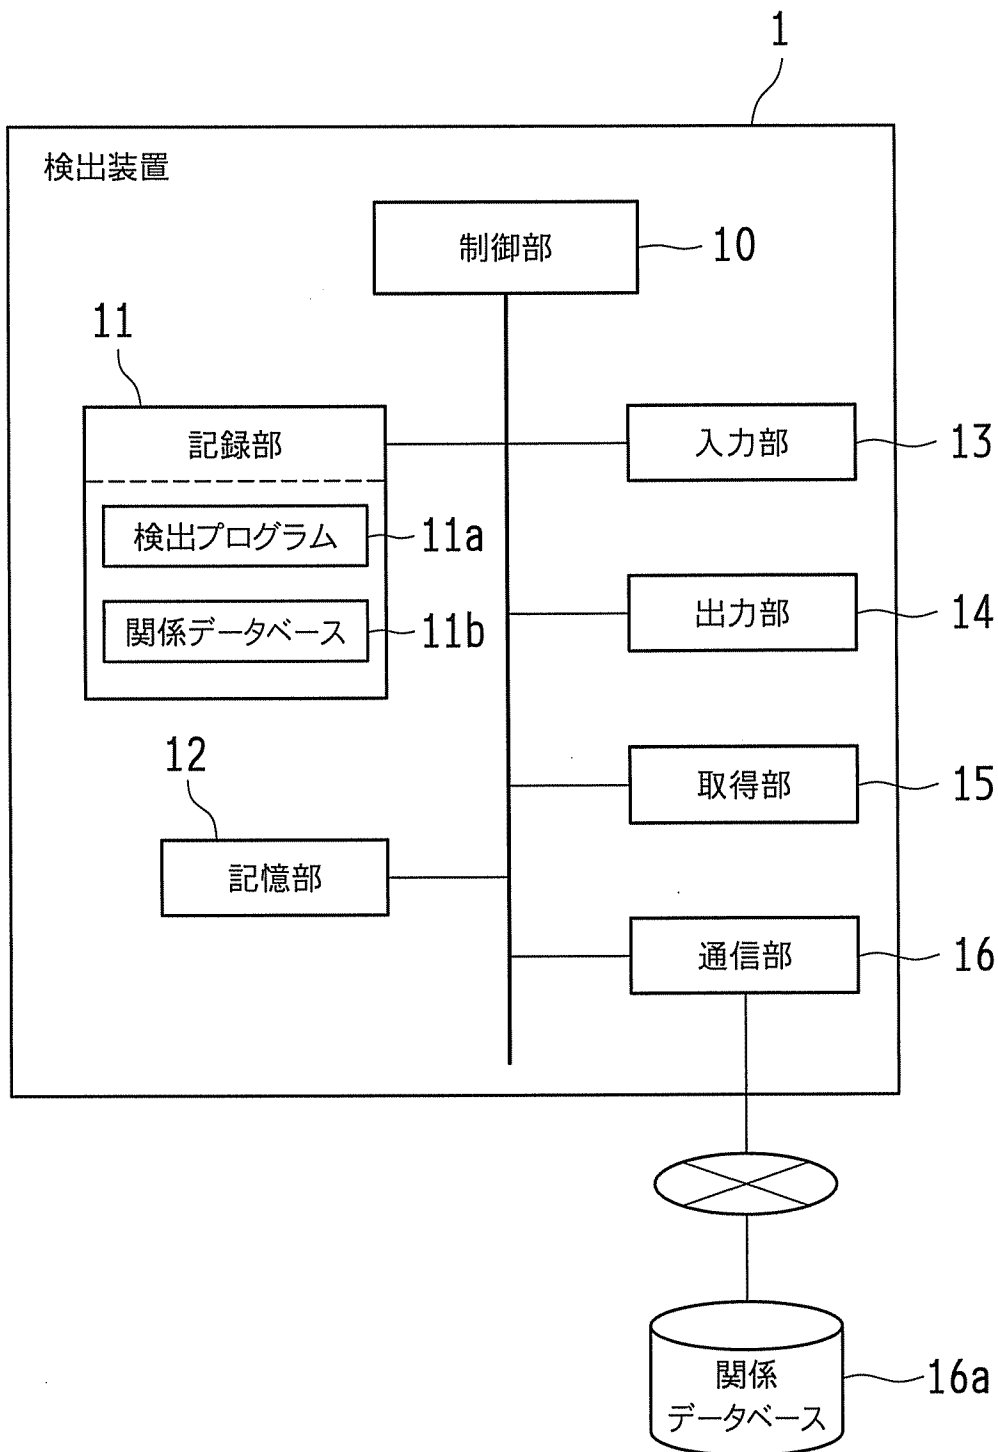 1
検出装置
制御部
10
11
記録部
検出プログラム
11a
関係データベース
11b
12
記憶部
入力部
13
出力部
14
取得部
15
通信部
16
関係
データベース
16a